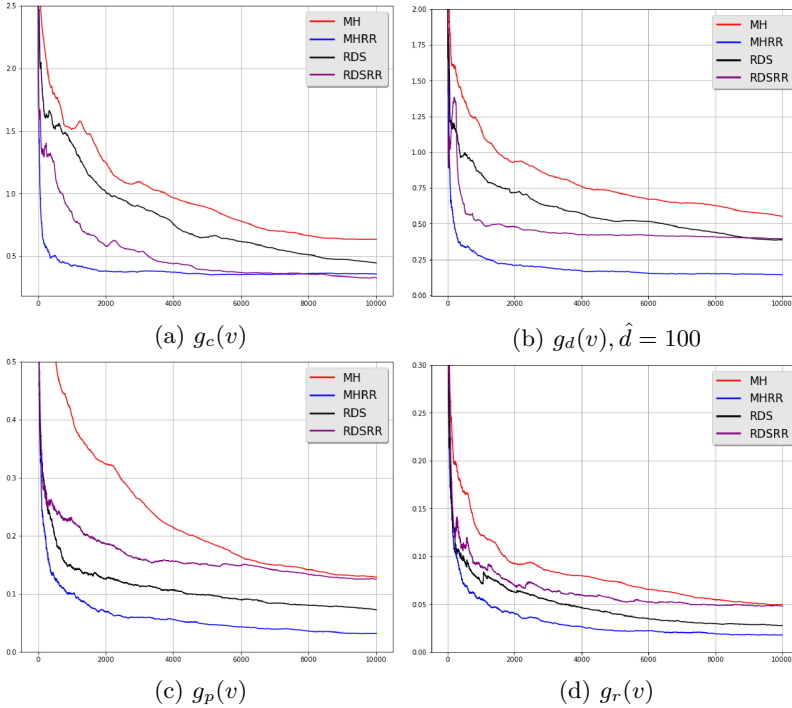 2.5
2.0
1.5
1.0
0.5
0 2000 4000 6000 8000 10000
MH
MHRR
RDS
RDSRR
(a) g_c(v)
2.00
1.75
1.50
1.25
1.00
0.75
0.50
0.25
0.00
0 2000 4000 6000 8000 10000
MH
MHRR
RDS
RDSRR
(b) g_d(v), d̂ = 100
0.5
0.4
0.3
0.2
0.1
0.0
0 2000 4000 6000 8000 10000
MH
MHRR
RDS
RDSRR
(c) g_p(v)
0.30
0.25
0.20
0.15
0.10
0.05
0.00
0 2000 4000 6000 8000 10000
MH
MHRR
RDS
RDSRR
(d) g_r(v)